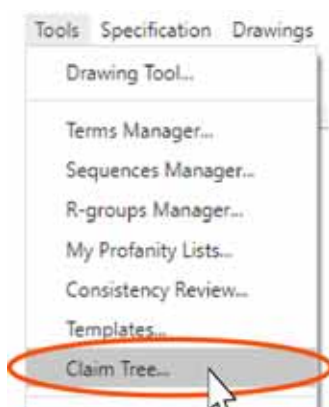 Tools Specification Drawings
Drawing Tool...
Terms Manager...
Sequences Manager...
R-groups Manager...
My Profanity Lists...
Consistency Review...
Templates...
Claim Tree...